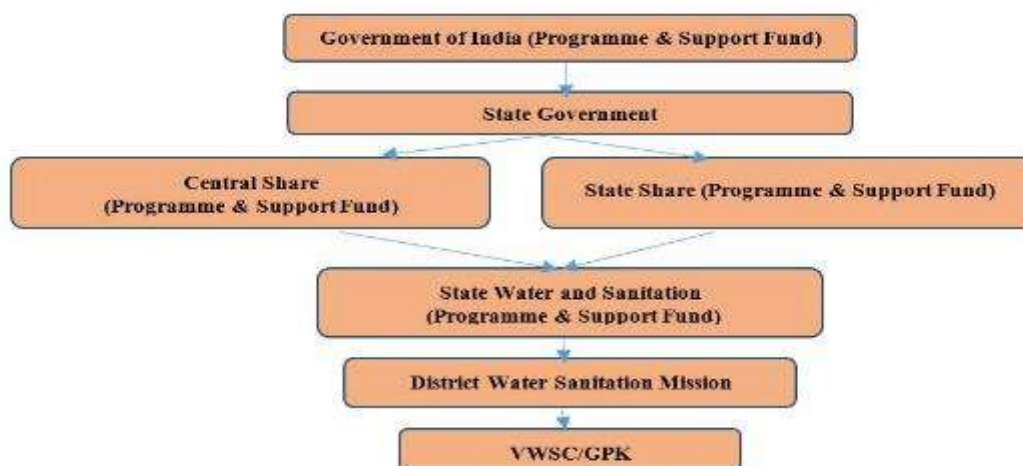 Government of India (Programme & Support Fund)
State Government
Central Share
(Programme & Support Fund)
State Share (Programme & Support Fund)
State Water and Sanitation
(Programme & Support Fund)
District Water Sanitation Mission
VWSC/GPK